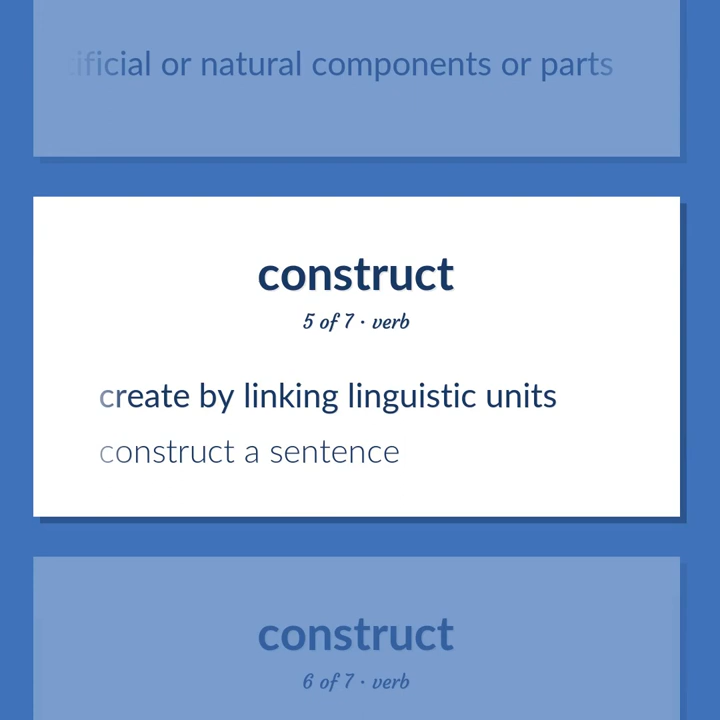 ificial or natural components or parts
construct
5 of 7 · verb
create by linking linguistic units
construct a sentence
construct
6 of 7 · verb